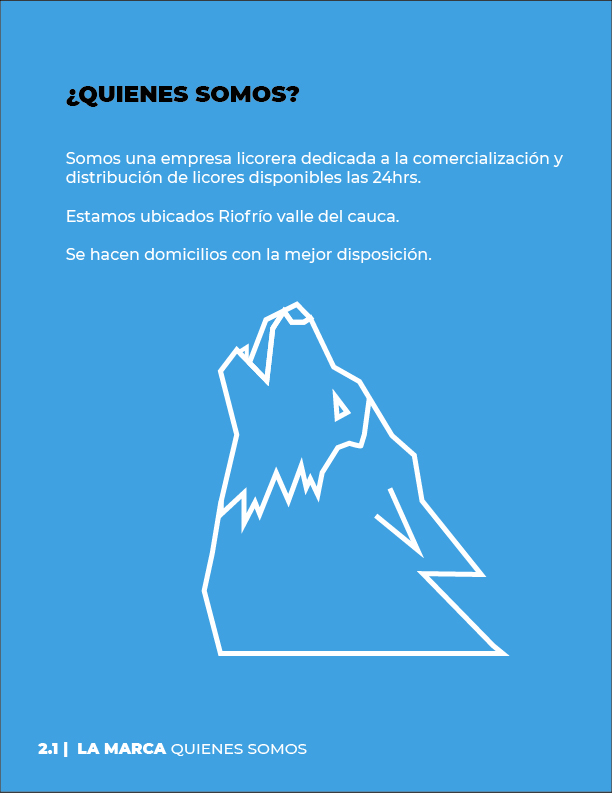 ¿QUIENES SOMOS?
Somos una empresa licorera dedicada a la comercialización y
distribución de licores disponibles las 24hrs.
Estamos ubicados Riofrío valle del cauca.
Se hacen domicilios con la mejor disposición.
2.1 | LA MARCA QUIENES SOMOS